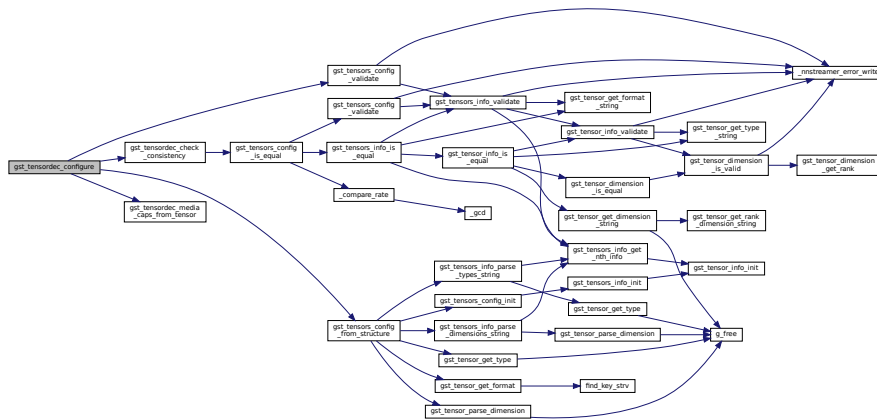 gst_tensordec_configure
gst_tensordec_check
_consistency
gst_tensordec_media
_caps_from_tensor
gst_tensors_config
_is_equal
gst_tensors_config
_validate
gst_tensors_config
_validate
gst_tensors_info_is
_equal
_compare_rate
gst_tensors_config
_from_structure
gst_tensors_info_validate
gst_tensor_info_is
_equal
_gcd
gst_tensors_info_parse
_types_string
gst_tensors_config_init
gst_tensors_info_parse
_dimensions_string
gst_tensor_get_type
gst_tensor_get_format
gst_tensor_parse_dimension
gst_tensor_get_format
_string
gst_tensor_info_validate
gst_tensor_dimension
_is_equal
gst_tensor_get_dimension
_string
gst_tensors_info_get
_nth_info
gst_tensors_info_init
gst_tensor_get_type
gst_tensor_parse_dimension
find_key_strv
gst_tensor_get_type
_string
gst_tensor_dimension
_is_valid
gst_tensor_get_rank
_dimension_string
gst_tensor_info_init
g_free
_nnstreamer_error_write
gst_tensor_dimension
_get_rank